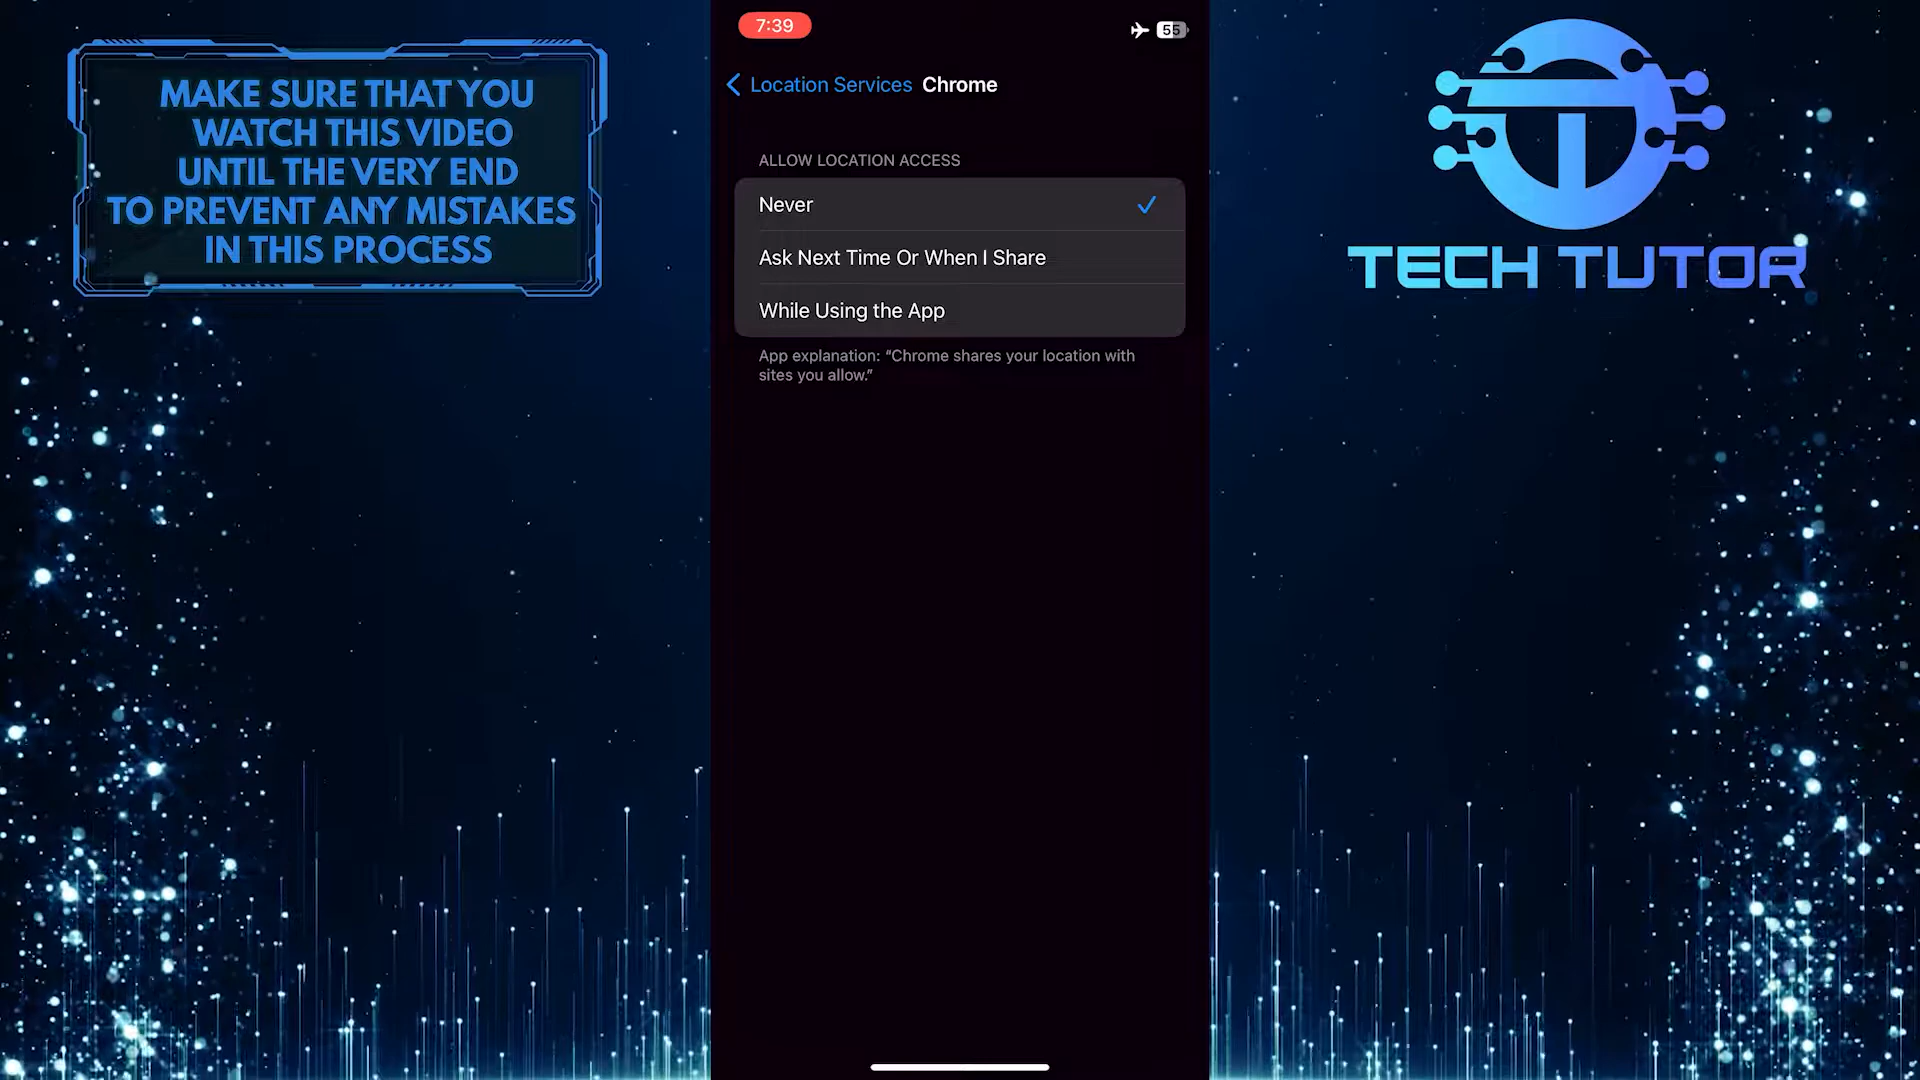 MAKE SURE THAT YOU
WATCH THIS VIDEO
UNTIL THE VERY END
TO PREVENT ANY MISTAKES
IN THIS PROCESS
7:39
55
Location Services Chrome
ALLOW LOCATION ACCESS
Never
Ask Next Time Or When I Share
While Using the App
App explanation: “Chrome shares your location with
sites you allow.”
TECH TUTOR